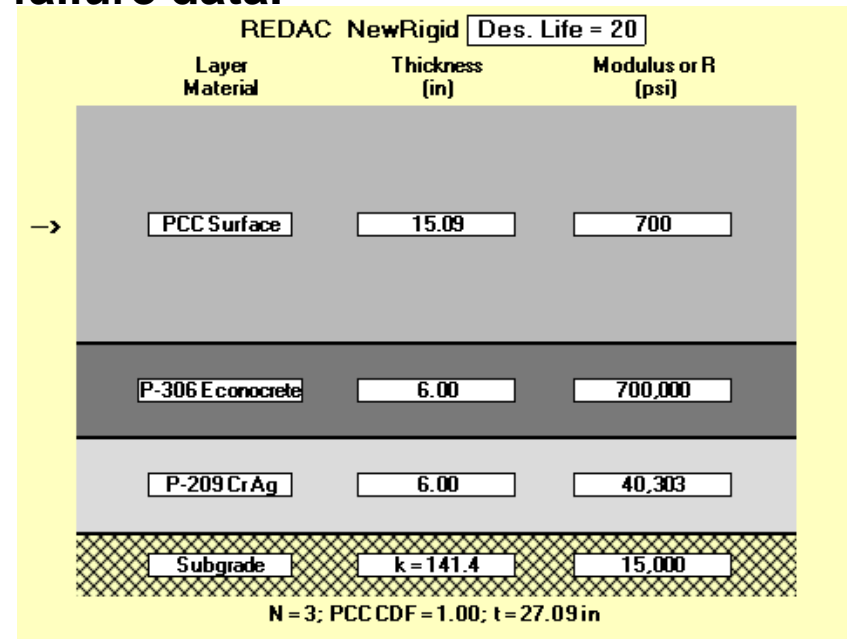 failure data.
REDAC NewRigid Des. Life = 20
Layer Material Thickness (in) Modulus or R (psi)
--> PCC Surface 15.09 700
P-306 Econocrete 6.00 700,000
P-209 CrAg 6.00 40,303
Subgrade k = 141.4 15,000
N = 3; PCC CDF = 1.00; t = 27.09 in